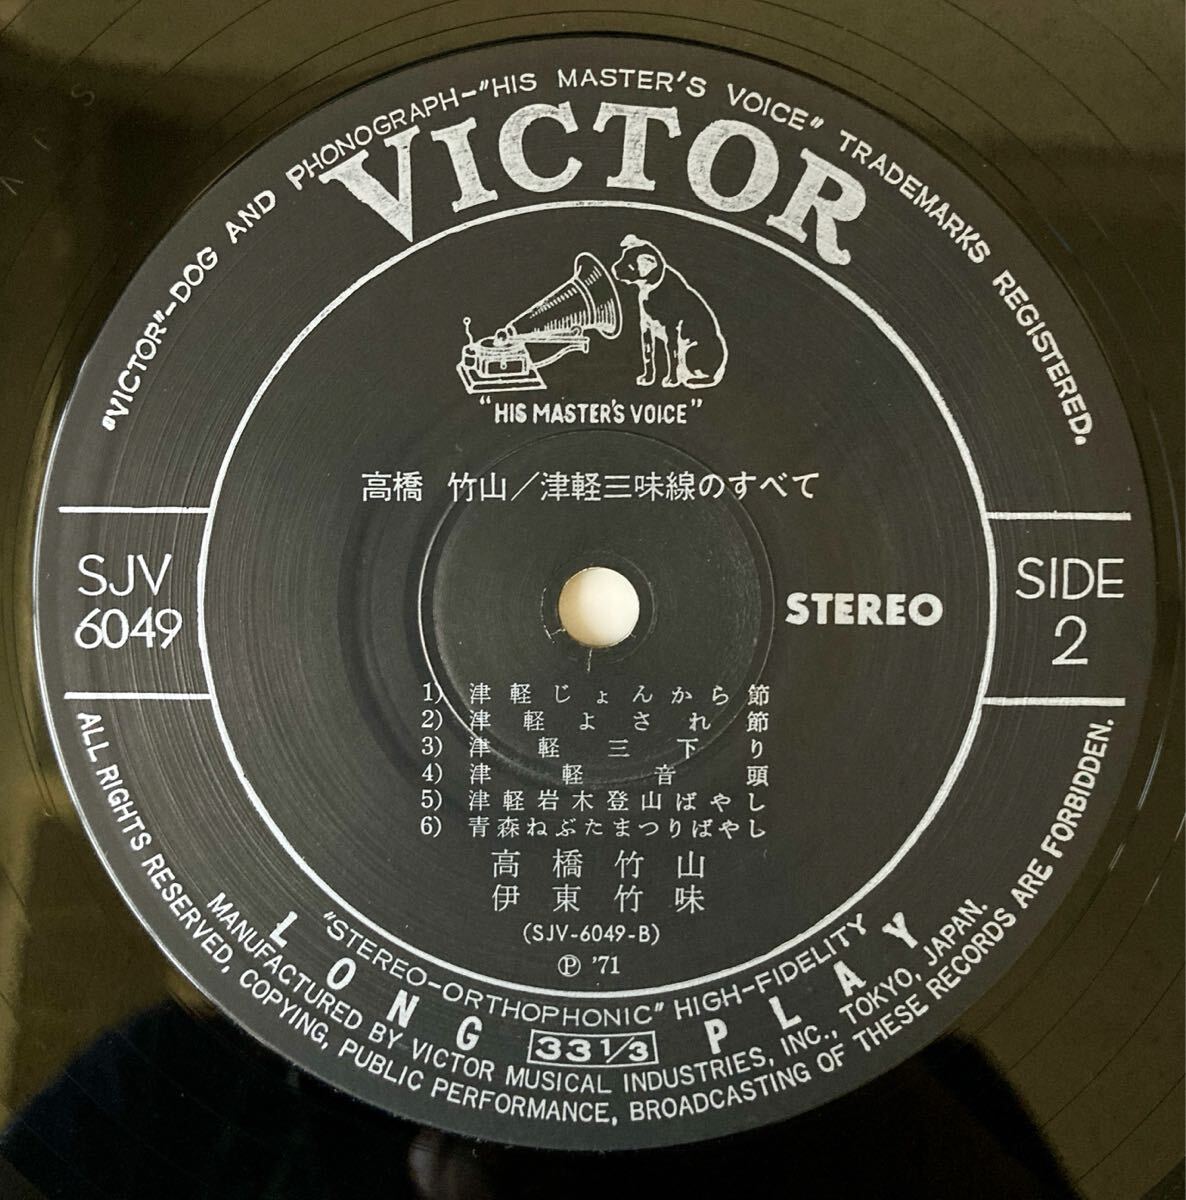 "VICTOR"-DOG AND PHONOGRAPH-"HIS MASTER'S VOICE" TRADEMARKS REGISTERED.
VICTOR
"HIS MASTER'S VOICE"
高橋 竹山/津軽三味線のすべて
SJV
6049
STEREO
SIDE
2
1) 津軽じょんから節
2) 津軽よされ節
3) 津軽三下り
4) 津軽音頭
5) 津軽岩木登山ばやし
6) 青森ねぶたまつりばやし
高橋竹山
伊東竹味
(SJV-6049-B)
Ⓟ '71
"STEREO-ORTHOPHONIC" HIGH-FIDELITY
LONG 33 1/3 PLAY
MANUFACTURED BY VICTOR MUSICAL INDUSTRIES, INC., TOKYO, JAPAN.
ALL RIGHTS RESERVED, COPYING, PUBLIC PERFORMANCE, BROADCASTING OF THESE RECORDS ARE FORBIDDEN.